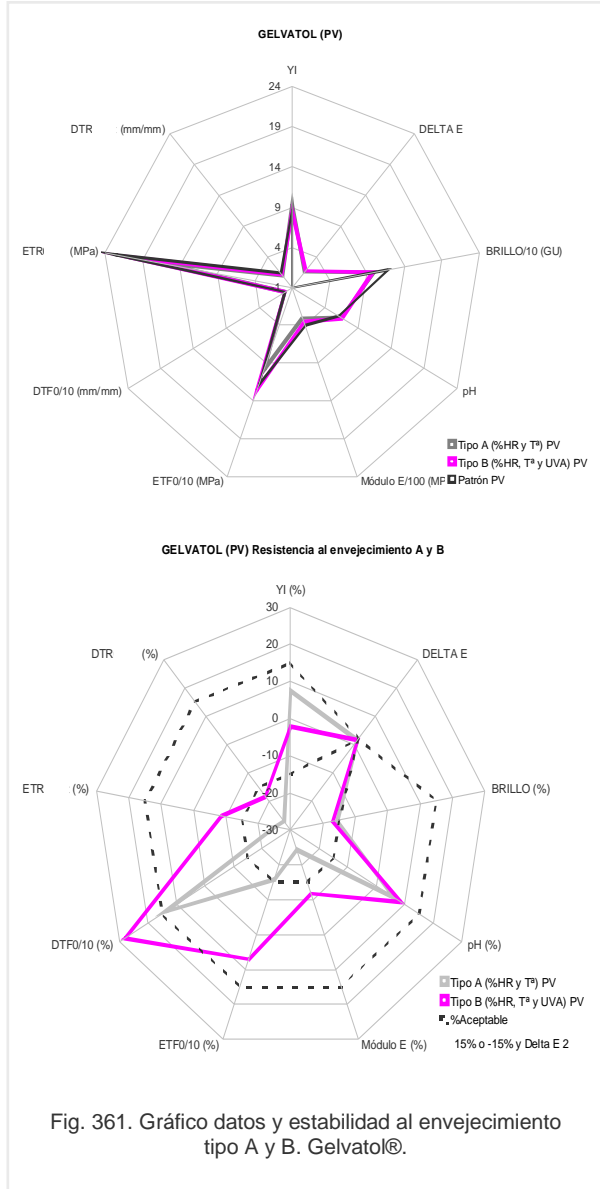 GELVATOL (PV)
YI
24
19
14
9
4
1
DELTA E
BRILLO/10 (GU)
pH
Módulo E/100 (MP
ETF0/10 (MPa)
DTF0/10 (mm/mm)
ETR (MPa)
DTR (mm/mm)
Tipo A (%HR y Tª) PV
Tipo B (%HR, Tª y UVA) PV
Patrón PV
GELVATOL (PV) Resistencia al envejecimiento A y B
YI (%)
30
20
10
0
-10
-20
-30
DELTA E
BRILLO (%)
pH (%)
Módulo E (%)
ETF0/10 (%)
DTF0/10 (%)
ETR (%)
DTR (%)
Tipo A (%HR y Tª) PV
Tipo B (%HR, Tª y UVA) PV
%Aceptable
15% o -15% y Delta E 2
Fig. 361. Gráfico datos y estabilidad al envejecimiento
tipo A y B. Gelvatol®.